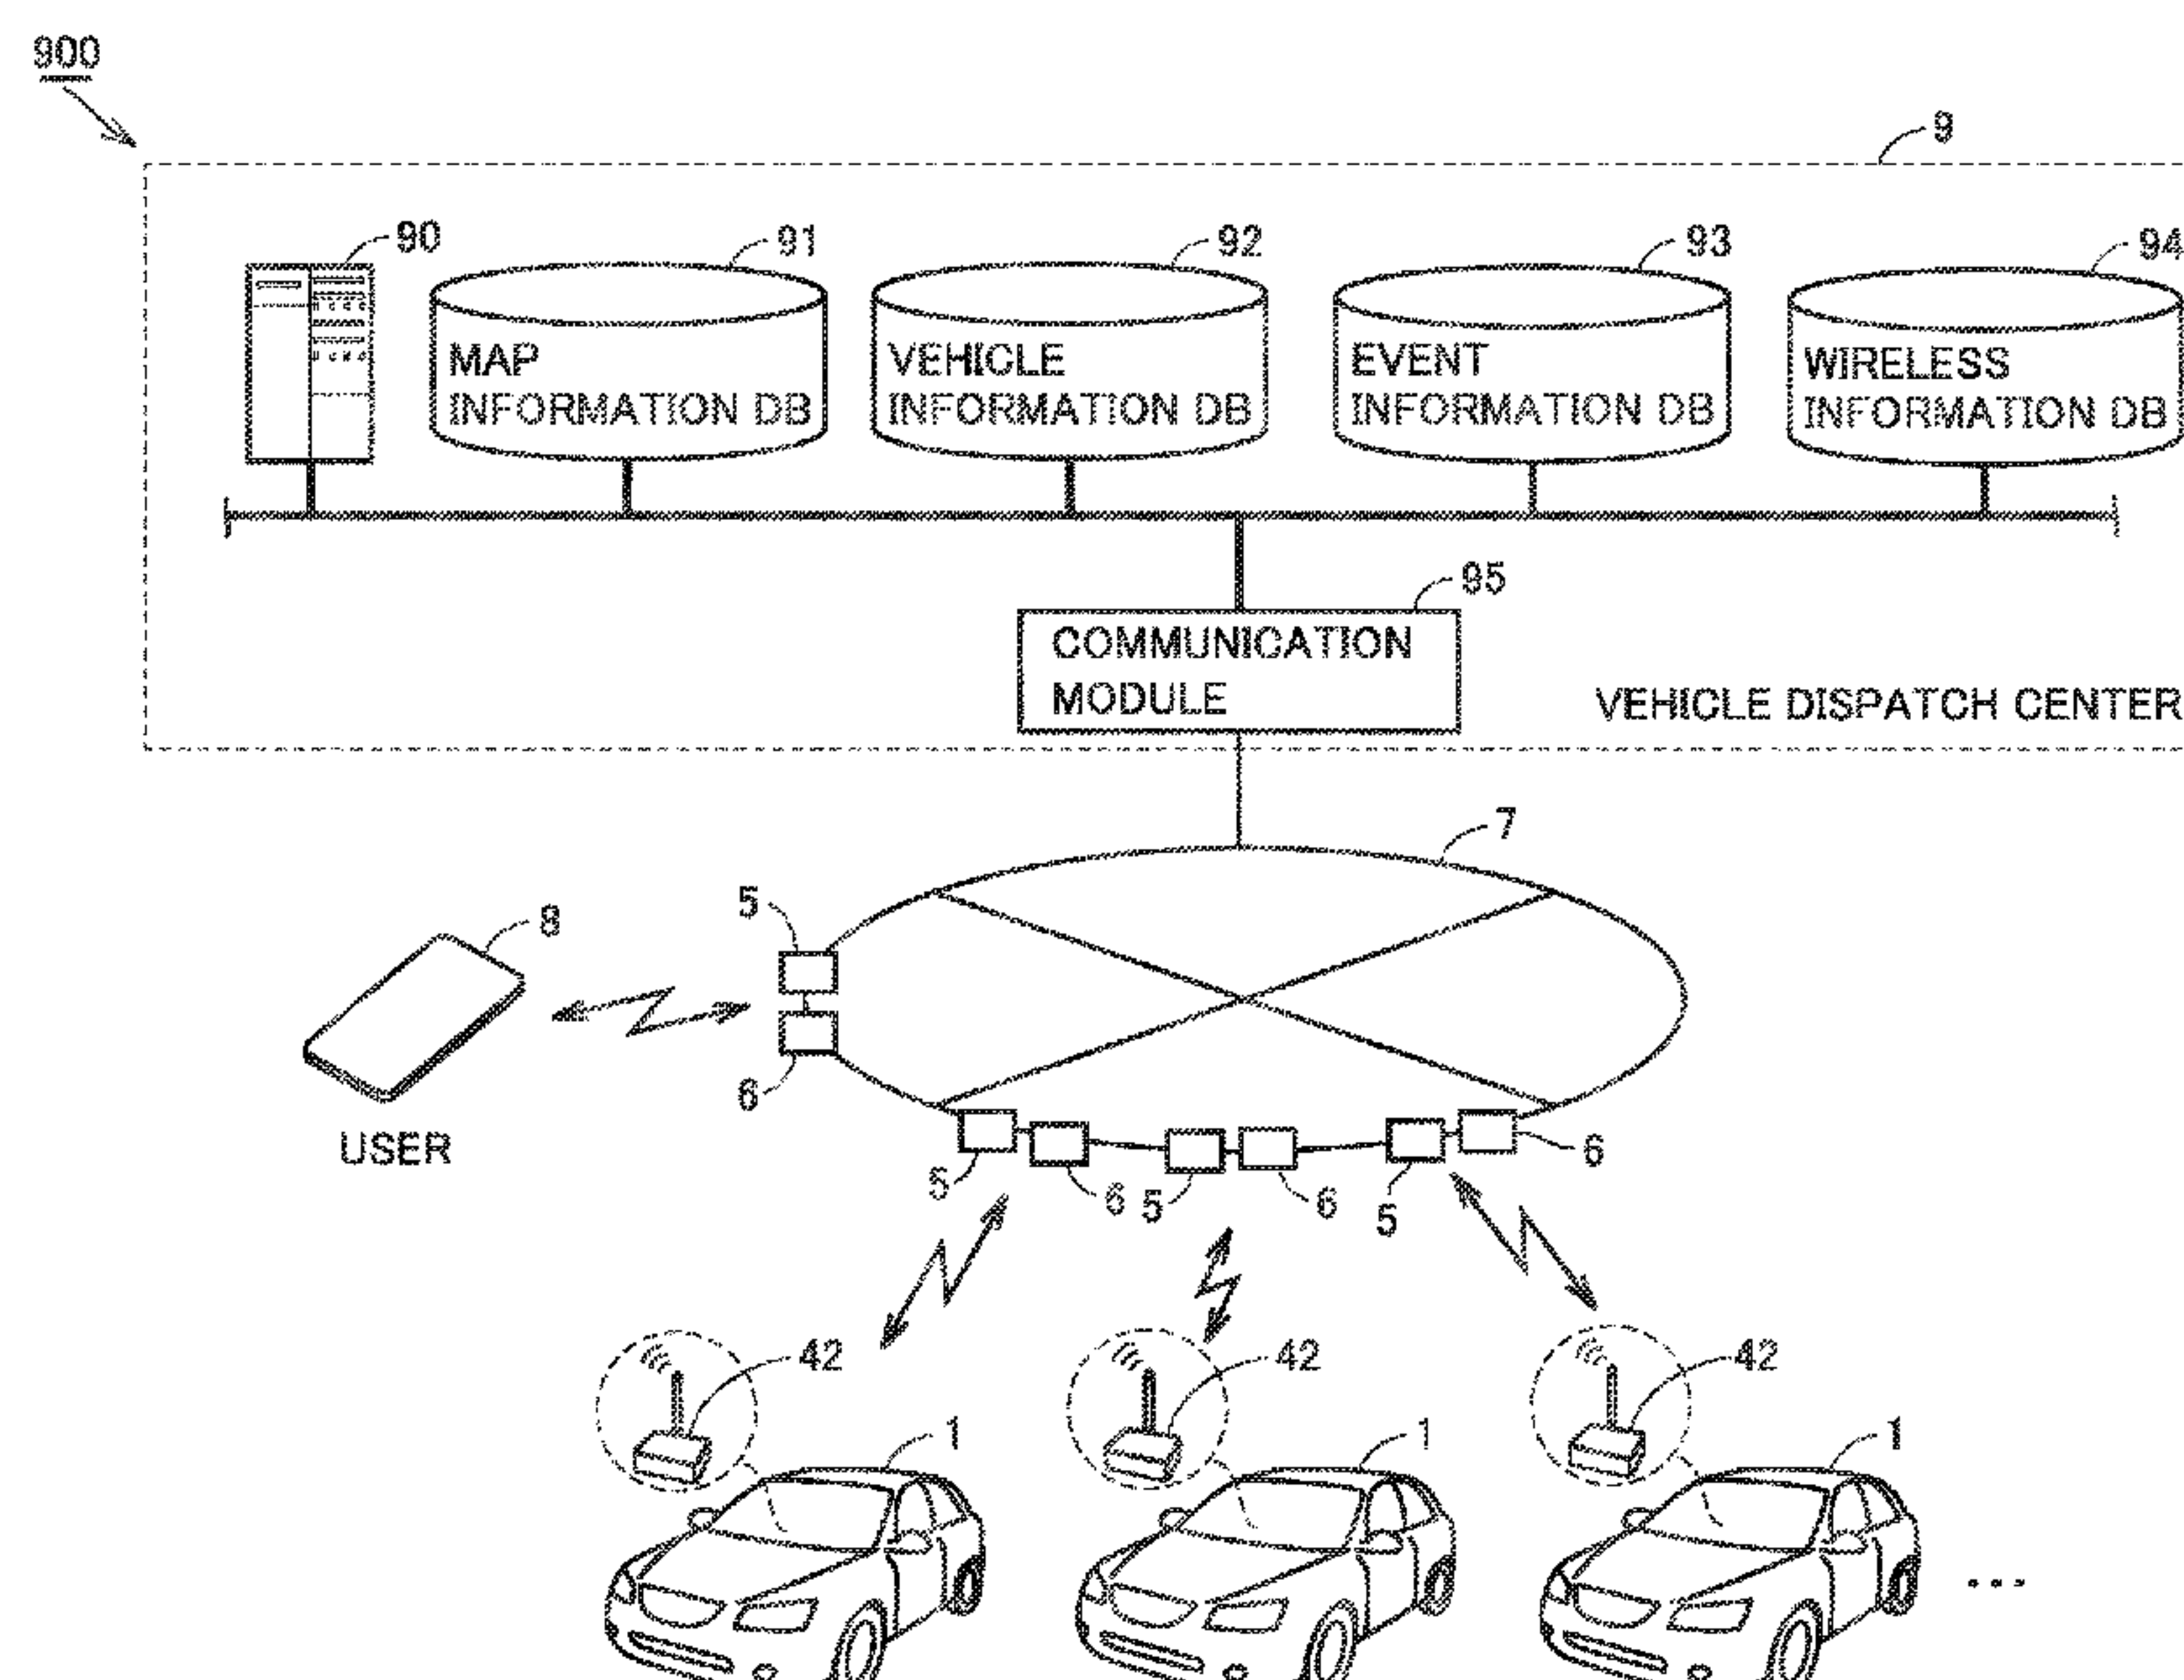 900
9
90
91
92
93
94
MAP
INFORMATION DB
VEHICLE
INFORMATION DB
EVENT
INFORMATION DB
WIRELESS
INFORMATION DB
95
COMMUNICATION
MODULE
VEHICLE DISPATCH CENTER
7
5
8
6
USER
5
6
5
6
5
6
42
42
42
1
1
1
...